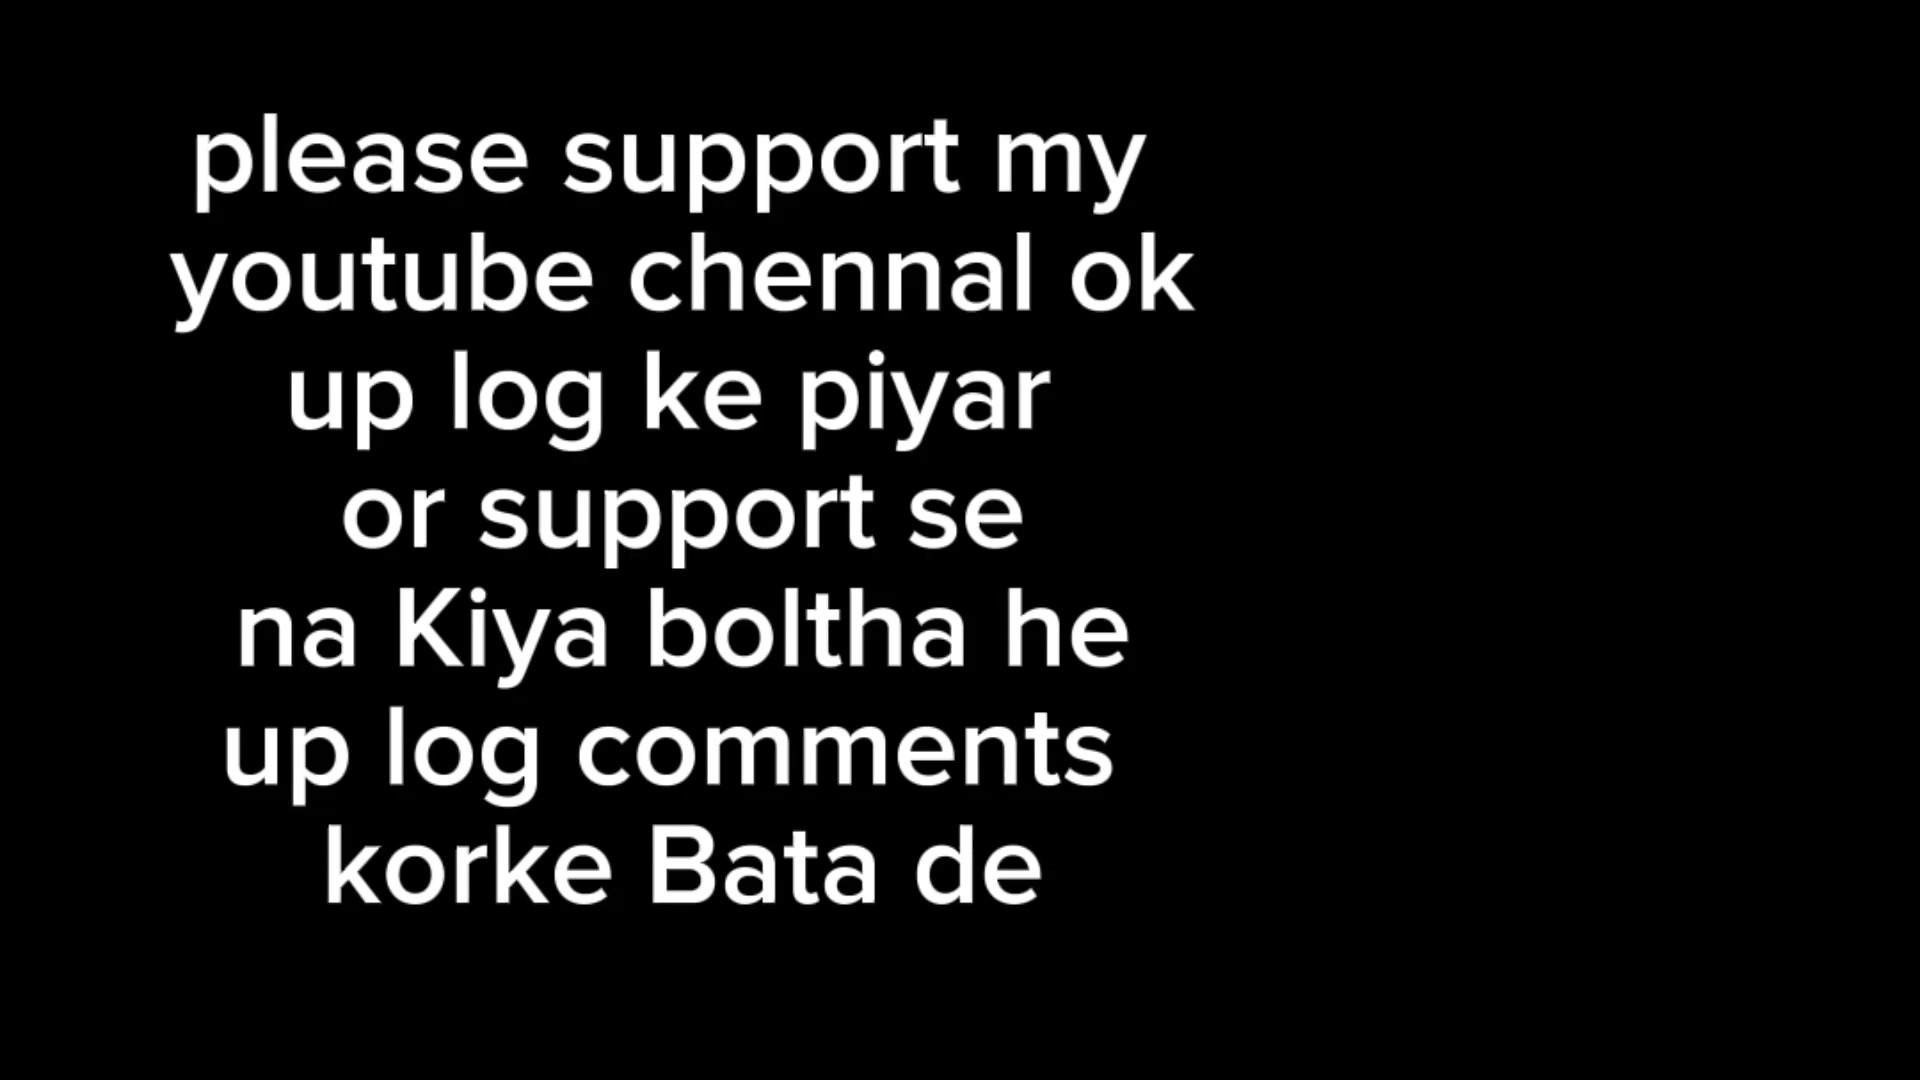 please support my
youtube chennal ok
up log ke piyar
or support se
na Kiya boltha he
up log comments
korke Bata de